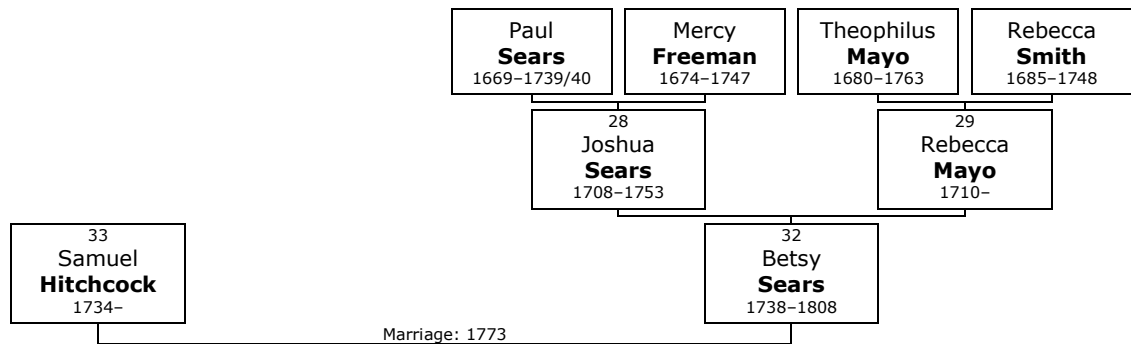 Paul
Sears
1669–1739/40
Mercy
Freeman
1674–1747
Theophilus
Mayo
1680–1763
Rebecca
Smith
1685–1748
28
Joshua
Sears
1708–1753
29
Rebecca
Mayo
1710–
33
Samuel
Hitchcock
1734–
32
Betsy
Sears
1738–1808
Marriage: 1773